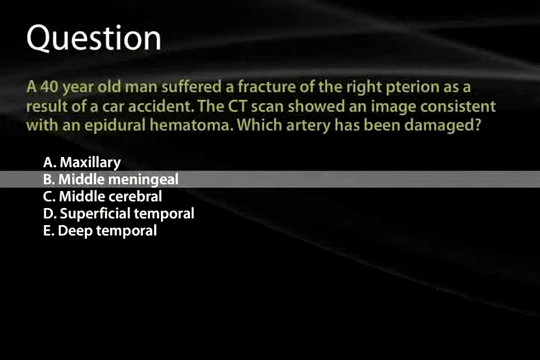 Question
A 40 year old man suffered a fracture of the right pterion as a
result of a car accident. The CT scan showed an image consistent
with an epidural hematoma. Which artery has been damaged?
A. Maxillary
B. Middle meningeal
C. Middle cerebral
D. Superficial temporal
E. Deep temporal